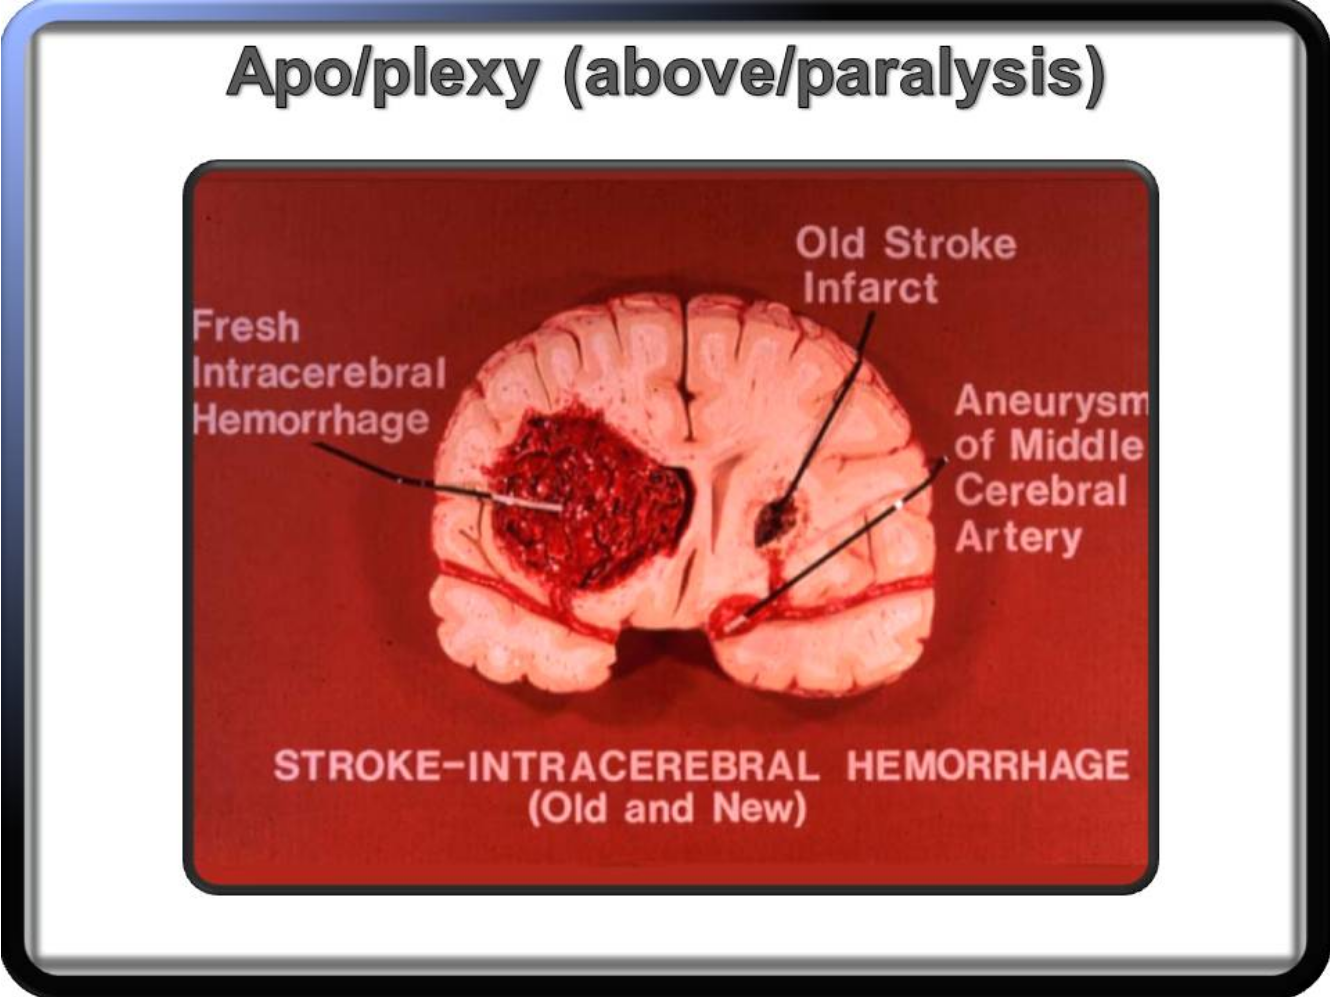 Apo/plexy (above/paralysis)
Old Stroke
Infarct
Fresh
Intracerebral
Hemorrhage
Aneurysm
of Middle
Cerebral
Artery
STROKE-INTRACEREBRAL HEMORRHAGE
(Old and New)